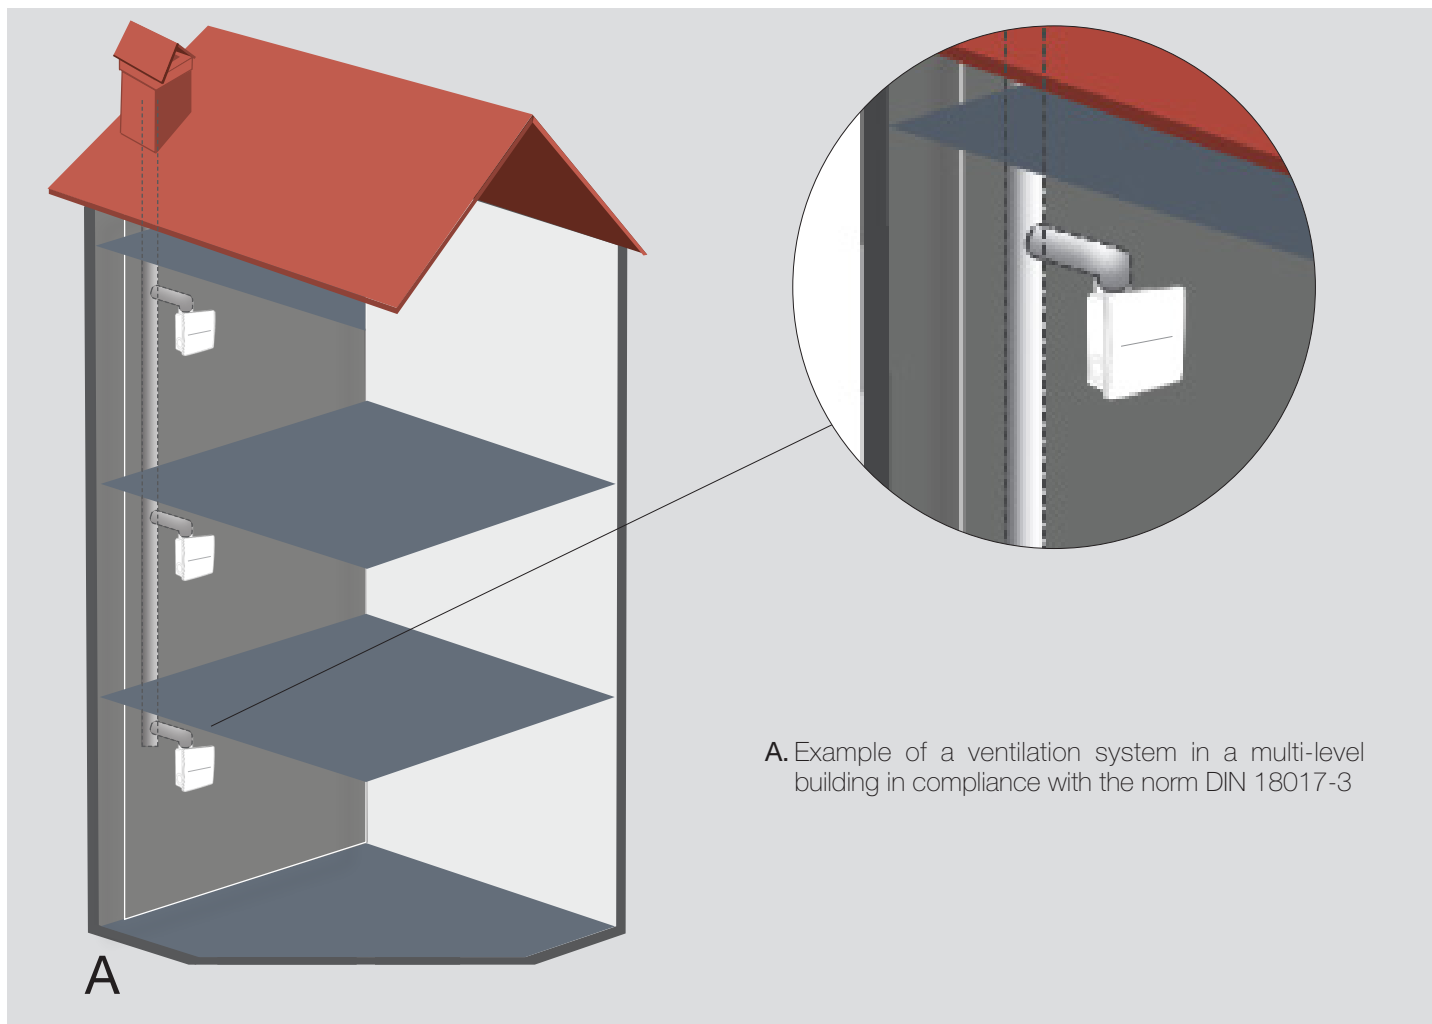 A. Example of a ventilation system in a multi-level
building in compliance with the norm DIN 18017-3
A